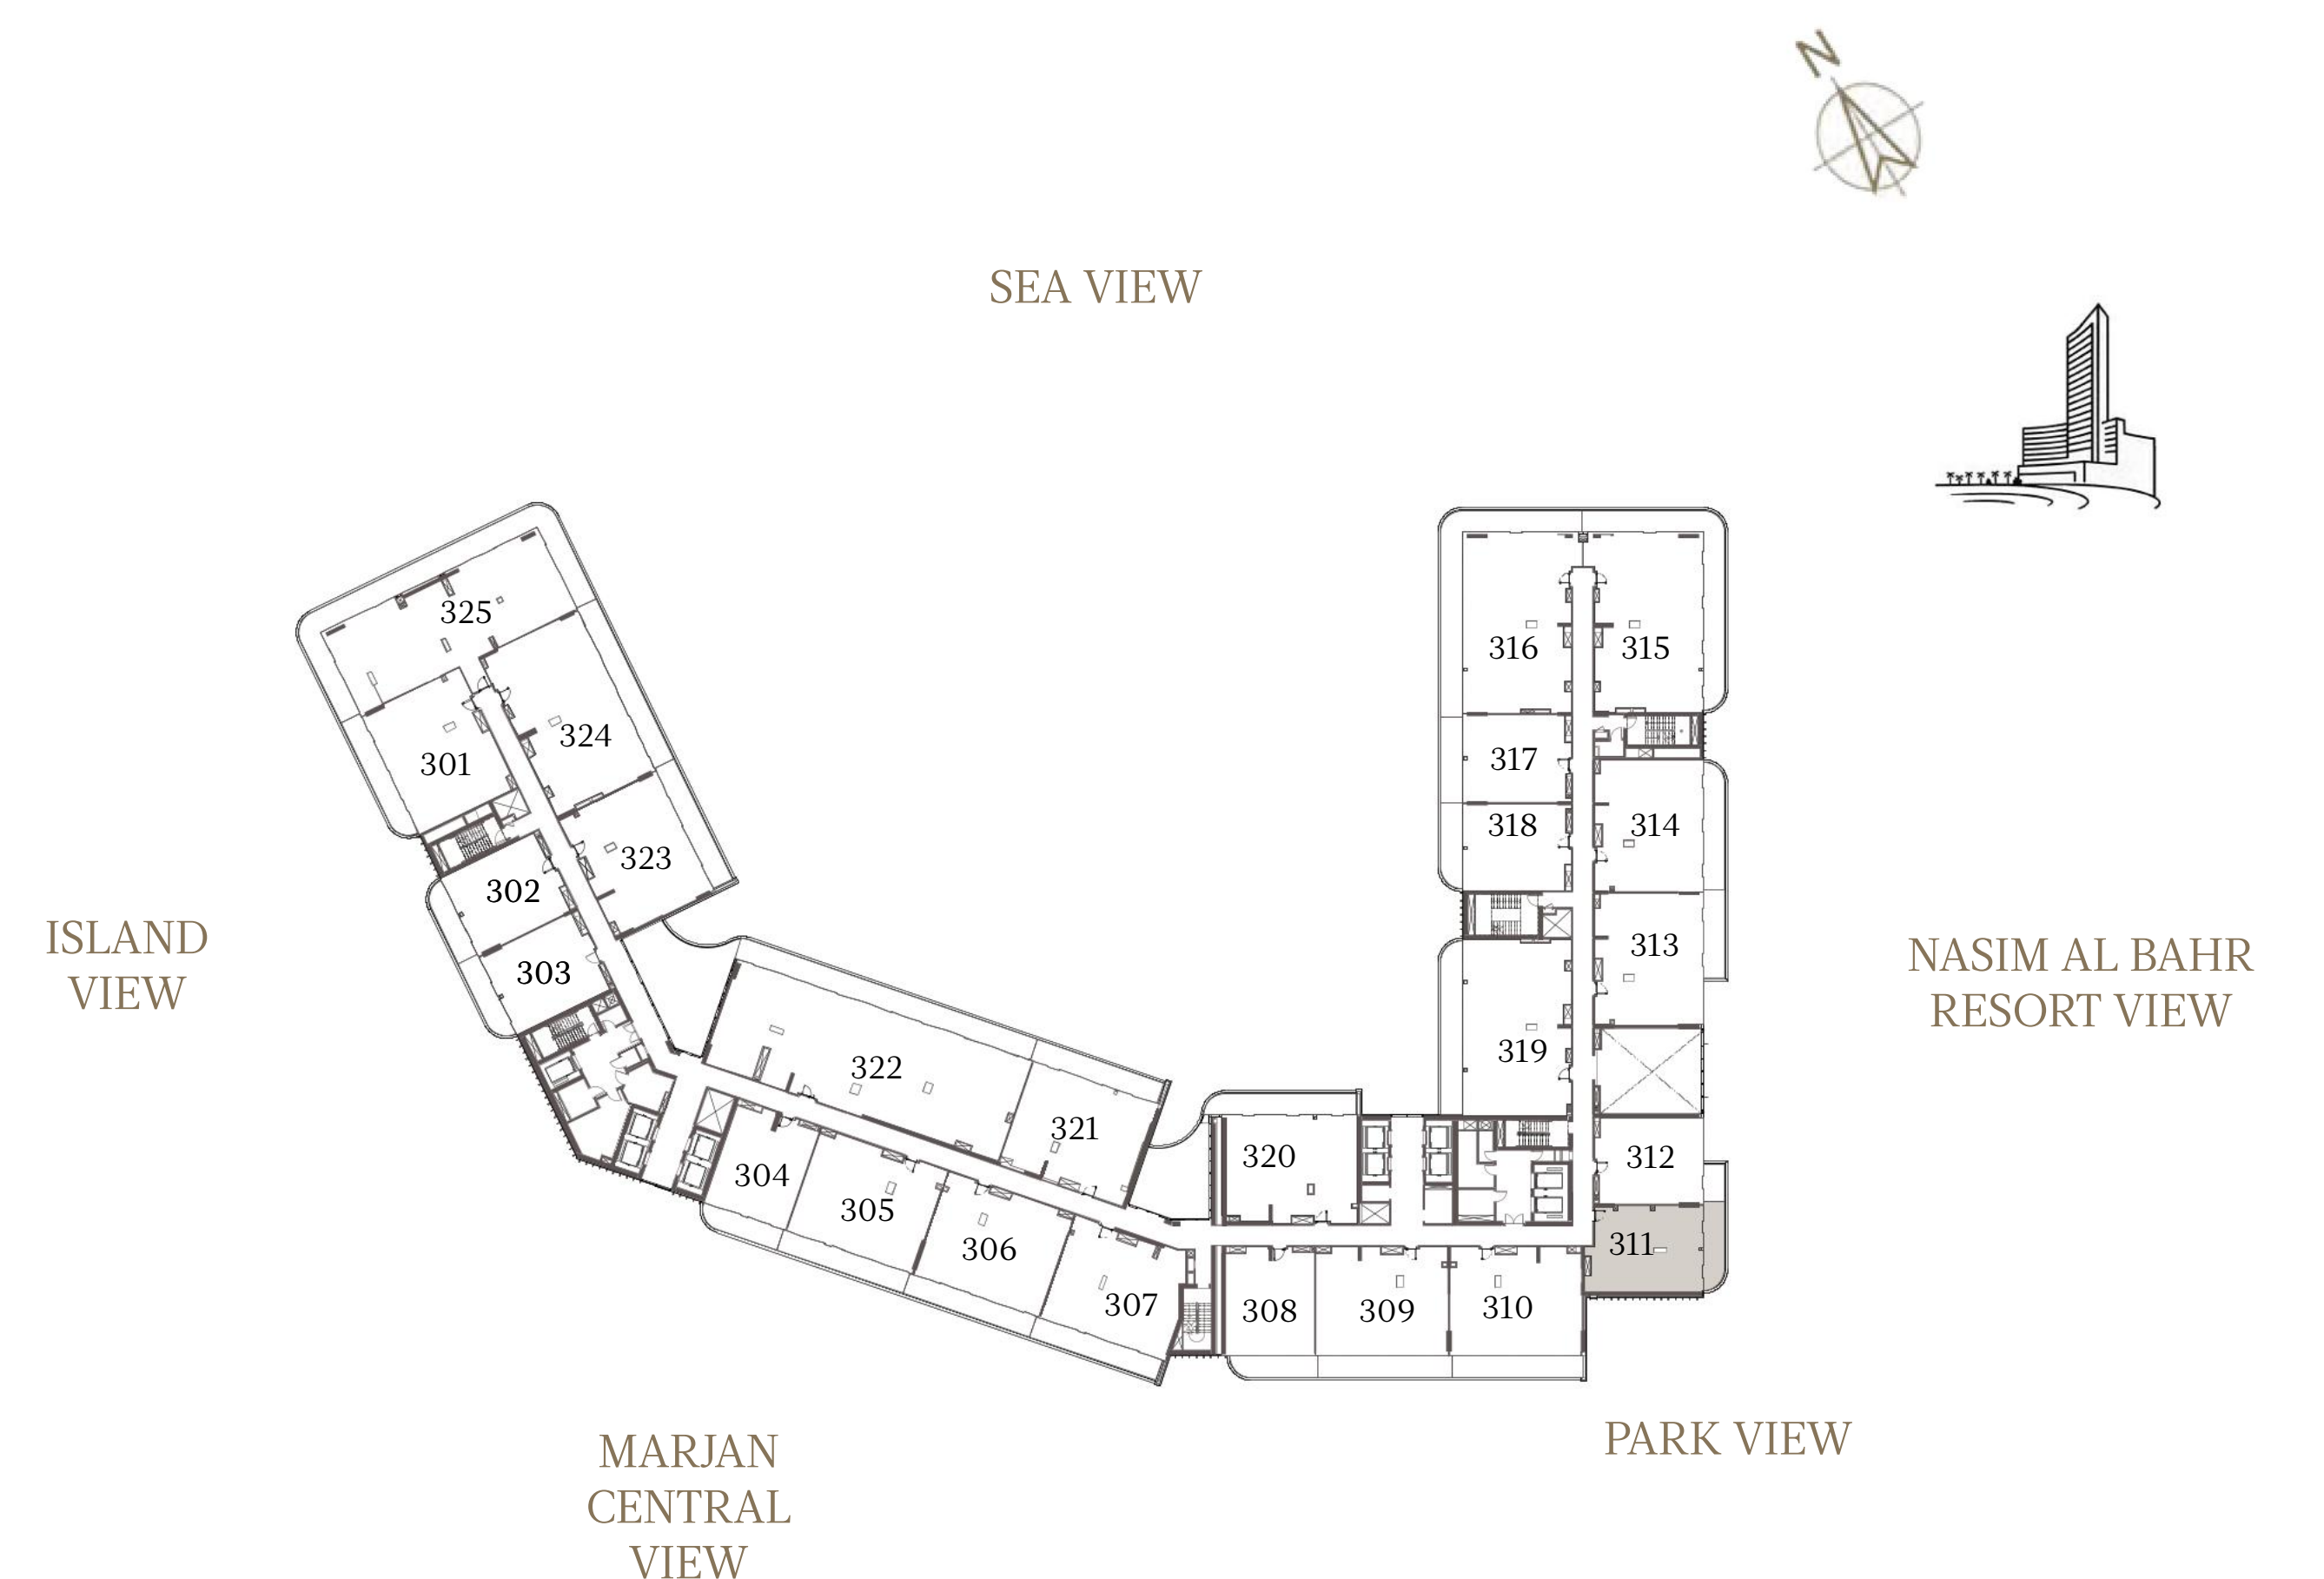 N
SEA VIEW
325
316
315
324
301
317
314
318
323
302
ISLAND
VIEW
303
313
NASIM AL BAHR
RESORT VIEW
322
319
321
320
312
304
305
306
311
307
308
309
310
PARK VIEW
MARJAN
CENTRAL
VIEW